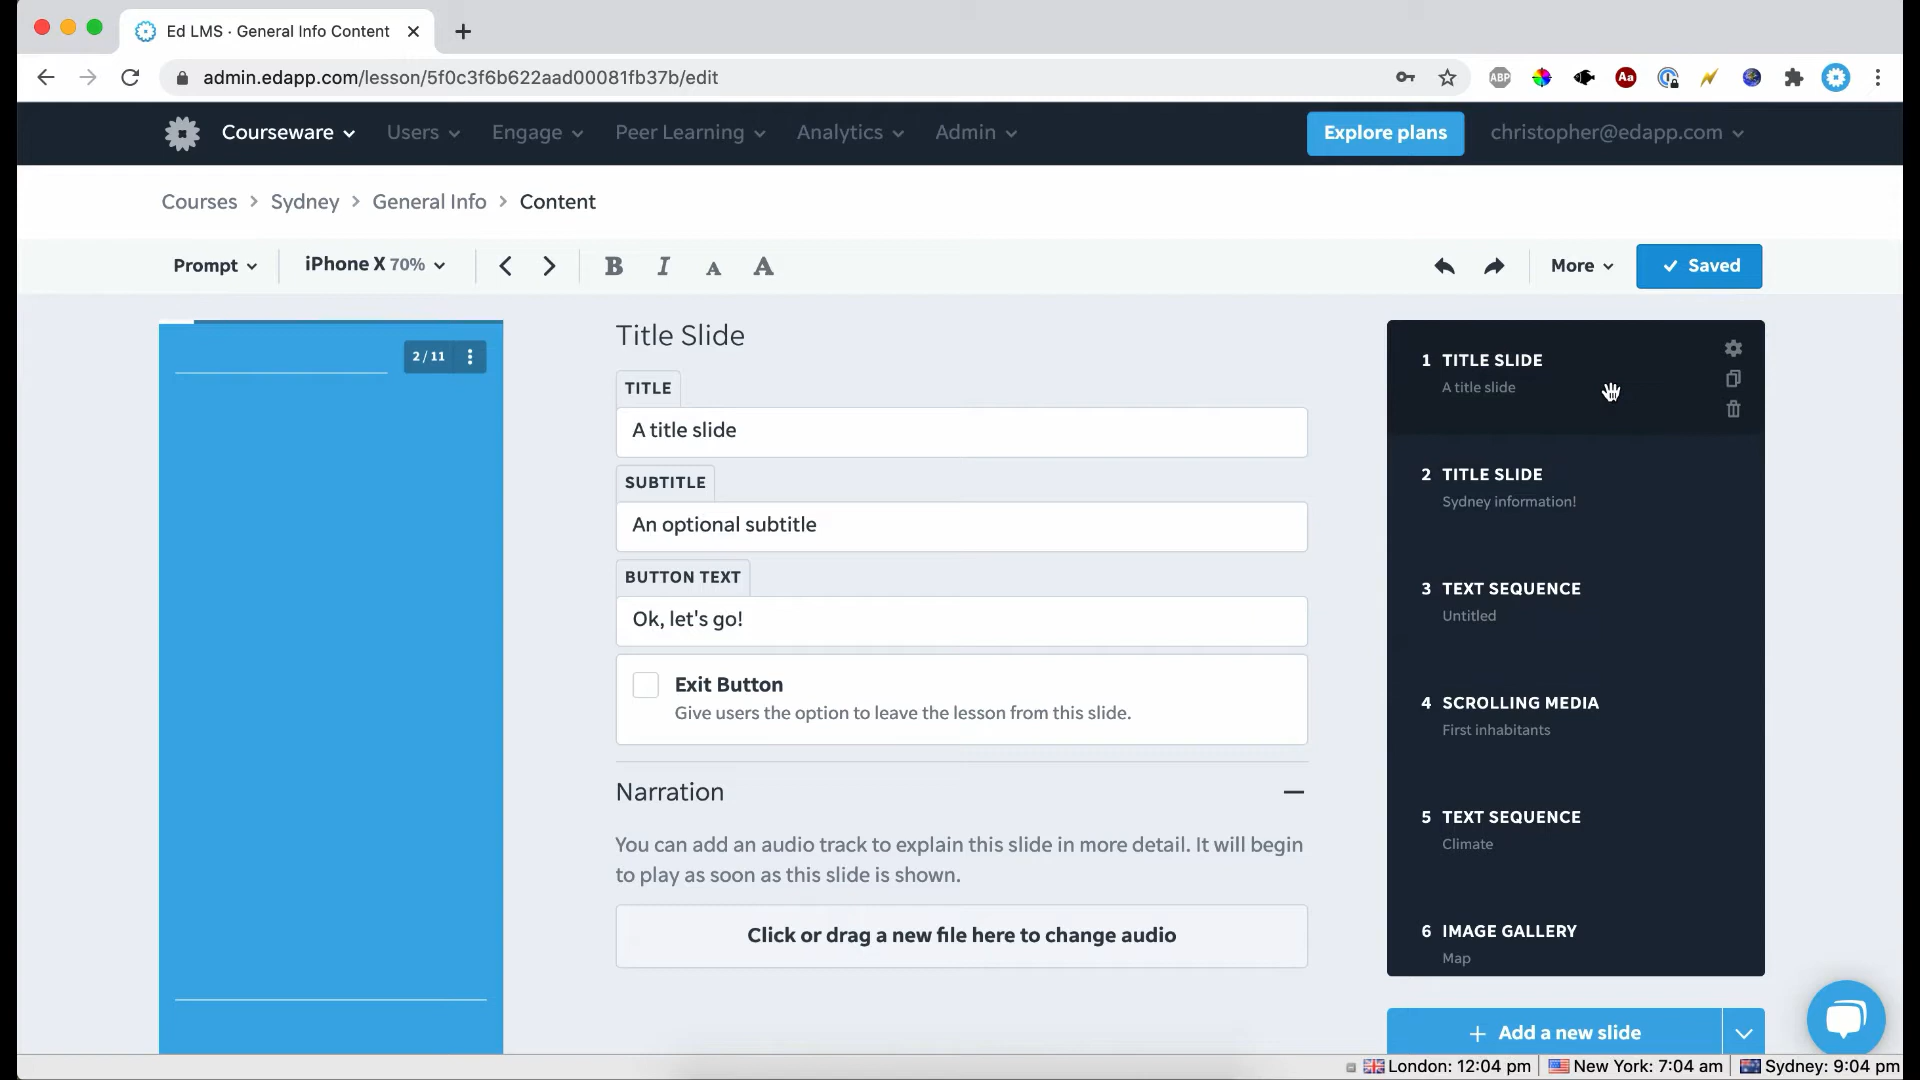 Ed LMS · General Info Content
admin.edapp.com/lesson/5f0c3f6b622aad00081fb37b/edit
ABP
Aa
Courseware
Users
Engage
Peer Learning
Analytics
Admin
Explore plans
christopher@edapp.com
Courses > Sydney > General Info > Content
Prompt
iPhone X 70%
B
I
A
A
More
Saved
2 / 11
Title Slide
TITLE
A title slide
SUBTITLE
An optional subtitle
BUTTON TEXT
Ok, let's go!
Exit Button
Give users the option to leave the lesson from this slide.
Narration
You can add an audio track to explain this slide in more detail. It will begin
to play as soon as this slide is shown.
Click or drag a new file here to change audio
1 TITLE SLIDE
A title slide
2 TITLE SLIDE
Sydney information!
3 TEXT SEQUENCE
Untitled
4 SCROLLING MEDIA
First inhabitants
5 TEXT SEQUENCE
Climate
6 IMAGE GALLERY
Map
+ Add a new slide
London: 12:04 pm
New York: 7:04 am
Sydney: 9:04 pm